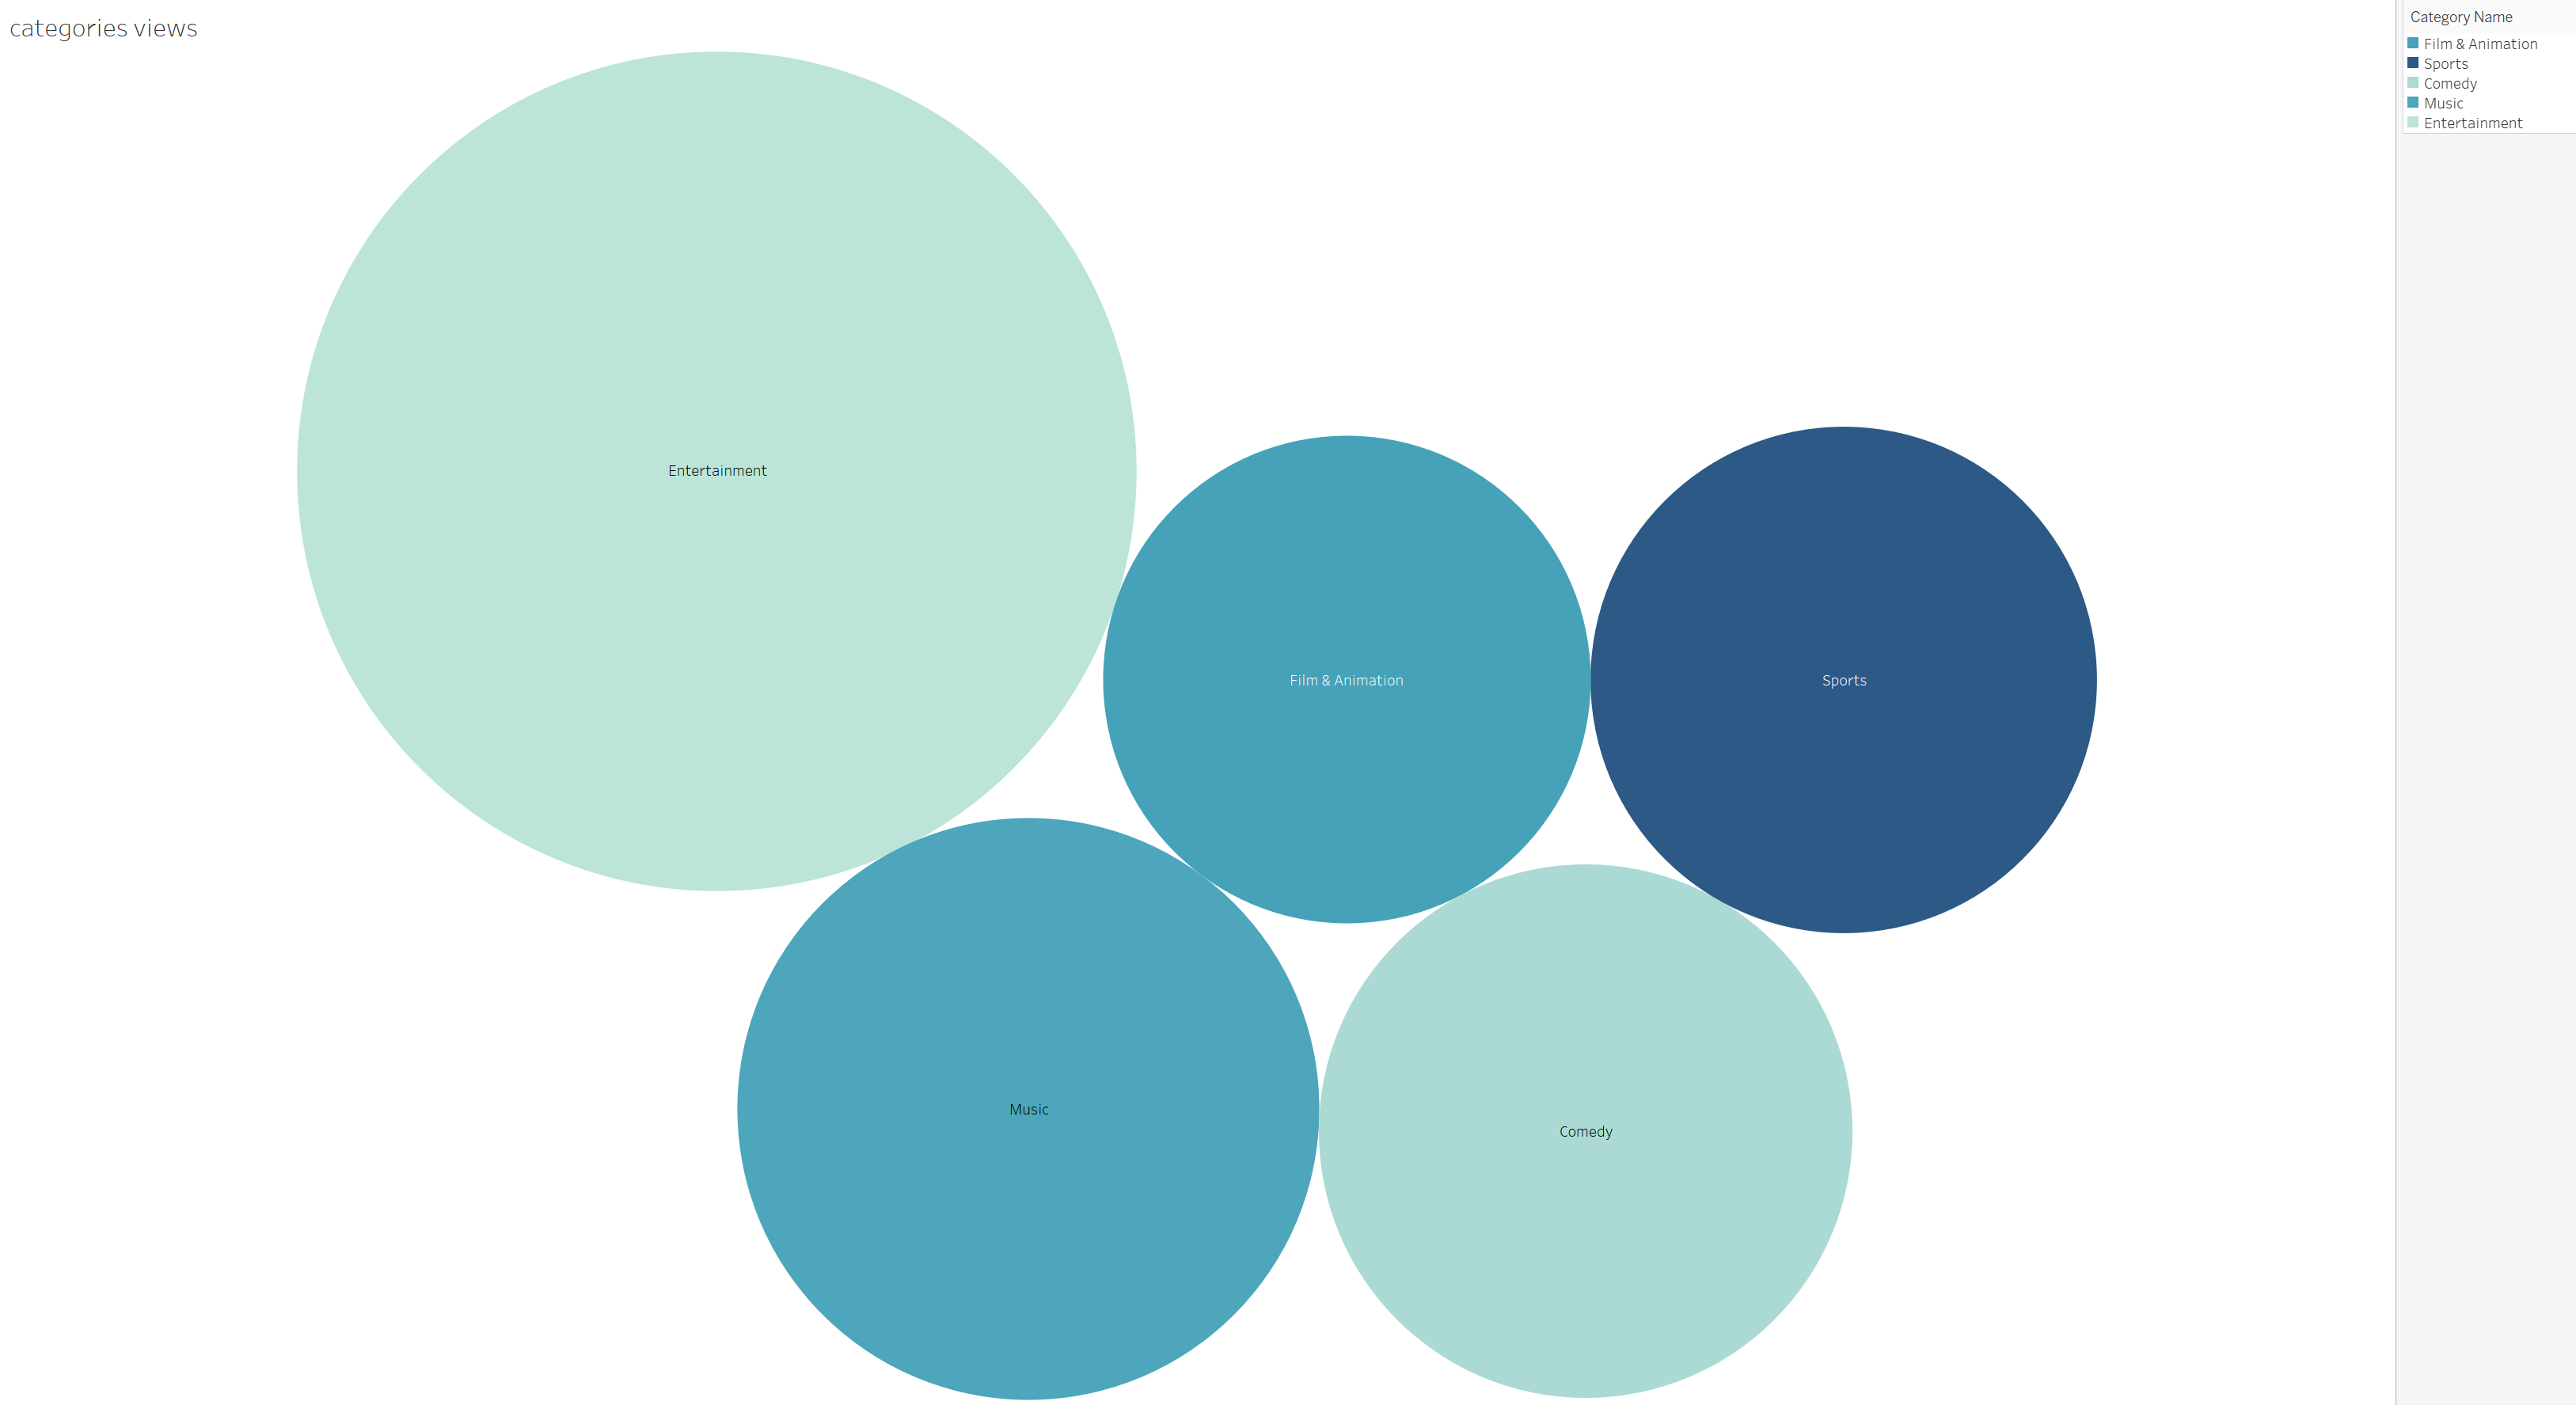 categories views
Category Name
Film & Animation
Sports
Comedy
Music
Entertainment
Entertainment
Film & Animation
Sports
Music
Comedy